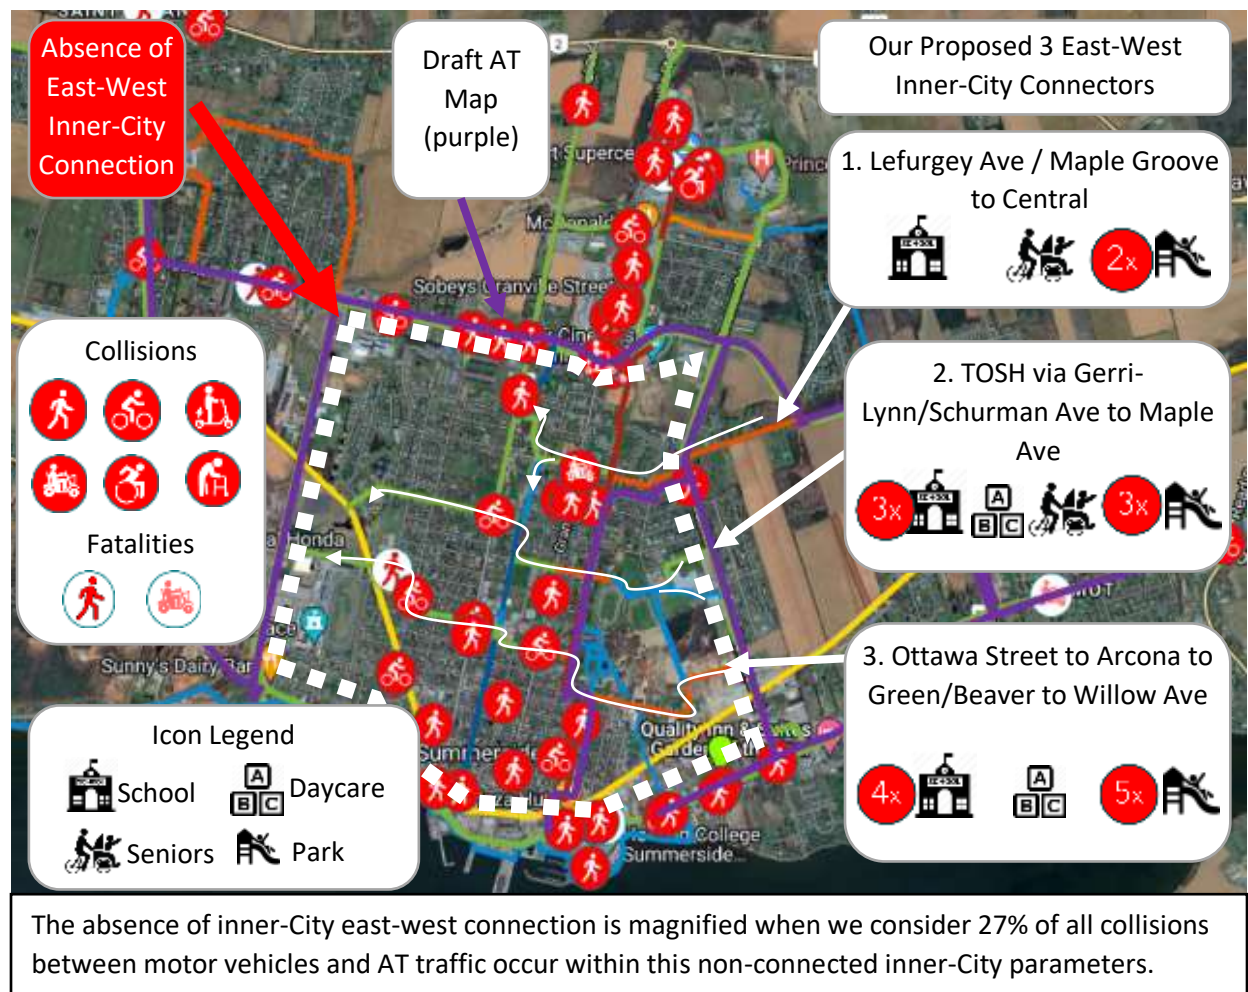 Absence of
East-West
Inner-City
Connection
Draft AT
Map
(purple)
Our Proposed 3 East-West
Inner-City Connectors
1. Lefurgey Ave / Maple Groove
to Central
2x
2. TOSH via Gerri-
Lynn/Schurman Ave to Maple
Ave
3x
3x
3. Ottawa Street to Arcona to
Green/Beaver to Willow Ave
4x
5x
Collisions
Fatalities
Icon Legend
School
Daycare
Seniors
Park
2
H
Sobeys Granville Street
Honda
Sunny's Dairy Bar
Quality Inn &
College
Summerside...
The absence of inner-City east-west connection is magnified when we consider 27% of all collisions
between motor vehicles and AT traffic occur within this non-connected inner-City parameters.